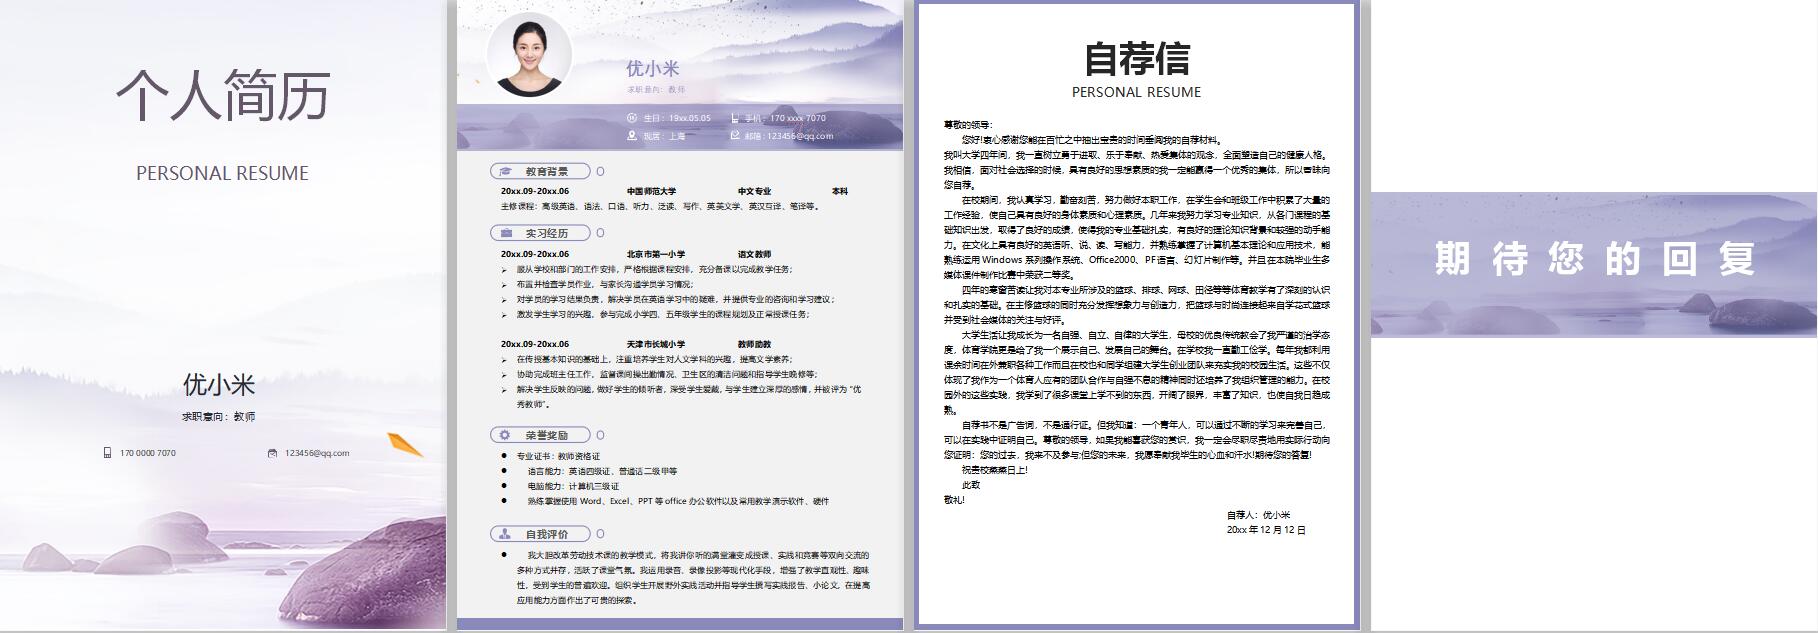 个人简历
PERSONAL RESUME
优小米
求职意向：教师
170 0000 7070
123456@qq.com
优小米
求职意向：教师
生日：19xx.05.05 手机：170 xxxx 7070
现居：上海 邮箱：123456@qq.com
教育背景
20xx.09-20xx.06 中国师范大学 中文专业 本科
主修课程：高级英语、语法、口语、听力、泛读、写作、英美文学、英汉互译、笔译等。
实习经历
20xx.09-20xx.06 北京市第一小学 语文教师
服从学校和部门的工作安排，严格根据课程安排，充分备课以完成教学任务；
布置并检查学员作业，与家长沟通学员学习情况；
对学员的学习结果负责，解决学员在英语学习中的疑难，并提供专业的咨询和学习建议；
激发学生学习的兴趣，参与完成小学四、五年级学生的课程规划及正常授课任务；
20xx.09-20xx.06 天津市长城小学 教师助教
在传授基本知识的基础上，注重培养学生对人文学科的兴趣，提高文学素养；
协助完成班主任工作，监督课间操出勤情况、卫生区的清洁问题和指导学生晚修等；
解决学生反映的问题，做好学生的倾听者，深受学生爱戴，与学生建立深厚的感情，并被评为“优
秀教师”。
荣誉奖励
专业证书：教师资格证
语言能力：英语四级证、普通话二级甲等
电脑能力：计算机三级证
熟练掌握使用 Word、Excel、PPT 等 office 办公软件以及常用教学演示软件、硬件
自我评价
我大胆改革劳动技术课的教学模式，将我讲你听的满堂灌变成授课、实践和竞赛等双向交流的
多种方式并存，活跃了课堂气氛。我运用录音、录像投影等现代化手段，增强了教学直观性、趣味
性，受到学生的普遍欢迎。组织学生开展野外实践活动并指导学生撰写实践报告、小论文，在提高
应用能力方面作出了可贵的探索。
自荐信
PERSONAL RESUME
尊敬的领导：
您好!衷心感谢您能在百忙之中抽出宝贵的时间垂阅我的自荐材料。
我叫大学四年间，我一直树立勇于进取、乐于奉献、热爱集体的观念，全面塑造自己的健康人格。
我相信，面对社会选择的时候，具有良好的思想素质的我一定能赢得一个优秀的集体，所以冒昧向
您自荐。
在校期间，我认真学习，勤奋刻苦，努力做好本职工作，在学生会和班级工作中积累了大量的
工作经验，使自己具有良好的身体素质和心理素质。几年来我努力学习专业知识，从各门课程的基
础知识出发，取得了良好的成绩，使得我的专业基础扎实，有良好的理论知识背景和较强的动手能
力。在文化上具有良好的英语听、说、读、写能力，并熟练掌握了计算机基本理论和应用技术，能
熟练运用 Windows 系列操作系统、Office2000、PF语言、幻灯片制作等。并且在本院毕业生多
媒体课件制作比赛中荣获二等奖。
四年的寒窗苦读让我对本专业所涉及的篮球、排球、网球、田径等等体育教学有了深刻的认识
和扎实的基础。在主修篮球的同时充分发挥想象力与创造力，把篮球与时尚连接起来自学花式篮球
并受到社会媒体的关注与好评。
大学生活让我成长为一名自强、自立、自律的大学生，母校的优良传统教会了我严谨的治学态
度，体育学院更是给了我一个展示自己、发展自己的舞台。在学校我一直勤工俭学。每年我都利用
课余时间在外兼职各种工作而且在校也和同学组建大学生创业团队来充实我的校园生活。这些不仅
体现了我作为一个体育人应有的团队合作与自强不息的精神同时还培养了我组织管理的能力。在校
园外的这些实践，我学到了很多课堂上学不到的东西，开阔了眼界，丰富了知识，也使自我日趋成
熟。
自荐书不是广告词，不是通行证。但我知道：一个青年人，可以通过不断的学习来完善自己，
可以在实践中证明自己。尊敬的领导，如果我能喜获您的赏识，我一定会尽职尽责地用实际行动向
您证明：您的过去，我来不及参与;但您的未来，我愿奉献我毕生的心血和汗水!期待您的答复!
祝贵校蒸蒸日上!
此致
敬礼!
自荐人：优小米
20xx 年 12 月 12 日
期待您的回复